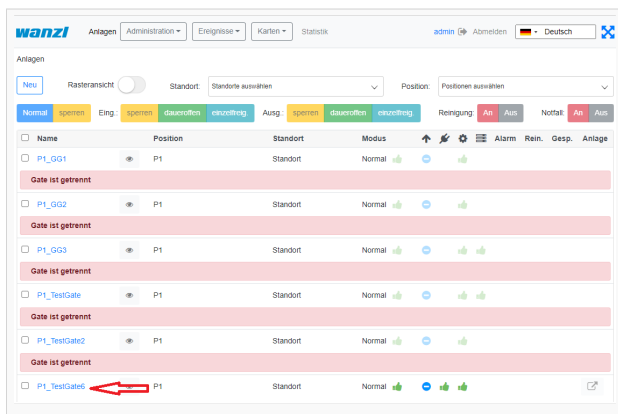 wanzl Anlagen Administration Ereignisse Karten Statistik admin Abmelden Deutsch
Anlagen
Neu Rasteransicht Standort: Standorte auswählen Position: Positionen auswählen
Normal sperren Eing.: sperren daueroffen einzelfreig. Ausg.: sperren daueroffen einzelfreig. Reinigung: An Aus Notfall: An Aus
Name Position Standort Modus Alarm Rein. Gesp. Anlage
P1_GG1 P1 Standort Normal
Gate ist getrennt
P1_GG2 P1 Standort Normal
Gate ist getrennt
P1_GG3 P1 Standort Normal
Gate ist getrennt
P1_TestGate P1 Standort Normal
Gate ist getrennt
P1_TestGate2 P1 Standort Normal
Gate ist getrennt
P1_TestGate6 P1 Standort Normal